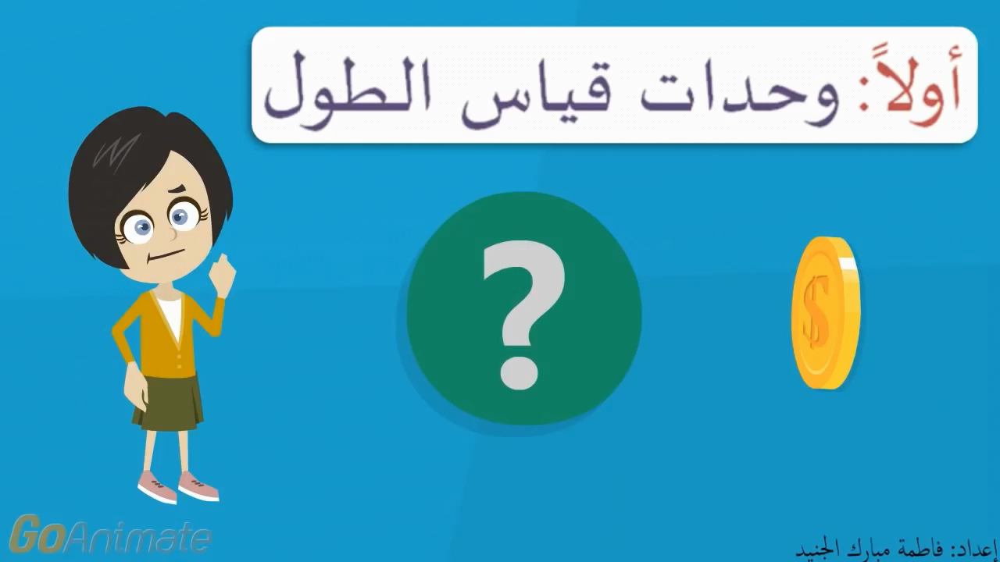 أولاً: وحدات قياس الطول
?
$
GoAnimate
إعداد: فاطمة مبارك الجنيد